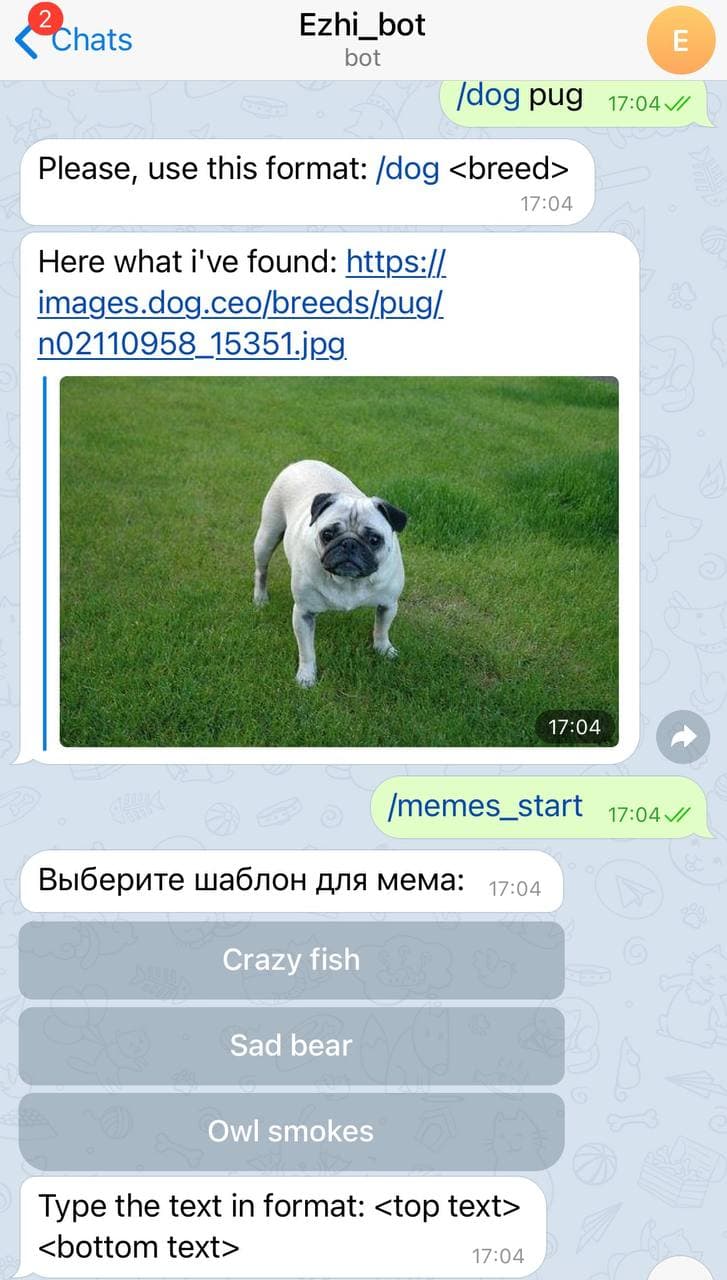 2
Chats
Ezhi_bot
bot
E
/dog pug 17:04
Please, use this format: /dog <breed>
17:04
Here what i've found: https://
images.dog.ceo/breeds/pug/
n02110958_15351.jpg
17:04
/memes_start 17:04
Выберите шаблон для мема: 17:04
Crazy fish
Sad bear
Owl smokes
Type the text in format: <top text>
<bottom text> 17:04